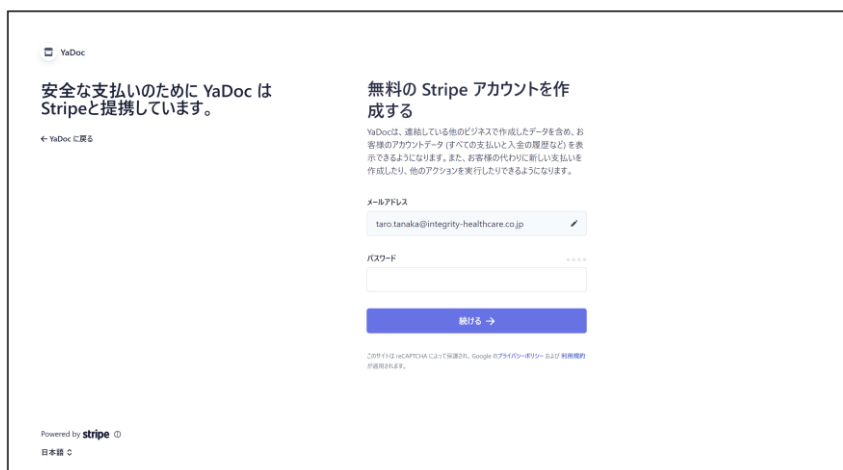 YaDoc
安全な支払いのために YaDoc は
Stripeと提携しています。
← YaDoc に戻る
無料の Stripe アカウントを作
成する
YaDocは、連結している他のビジネスで作成したデータを含め、お
客様のアカウントデータ (すべての支払いと入金の履歴など) を表
示できるようになります。また、お客様の代わりに新しい支払いを
作成したり、他のアクションを実行したりできるようになります。
メールアドレス
taro.tanaka@integrity-healthcare.co.jp
パスワード
続ける →
このサイトは reCAPTCHA によって保護され、Google のプライバシーポリシー および 利用規約
が適用されます。
Powered by stripe
日本語